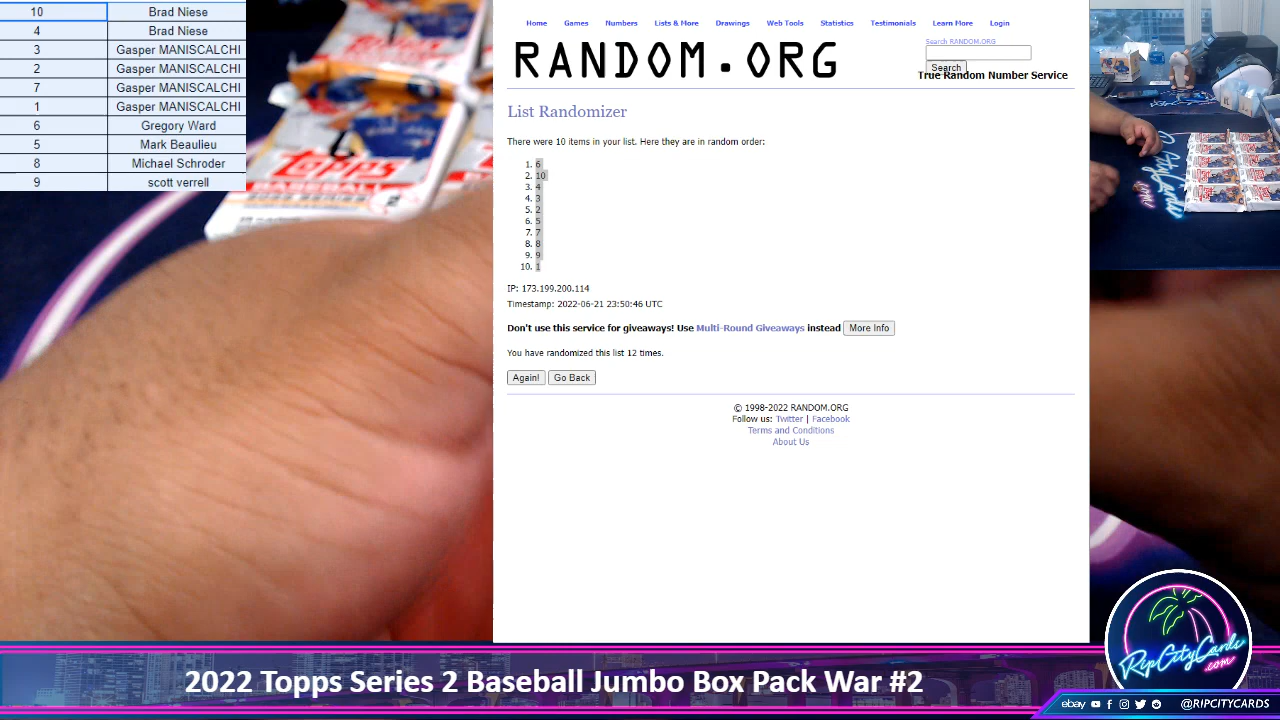 10 Brad Niese
4 Brad Niese
3 Gasper MANISCALCHI
2 Gasper MANISCALCHI
7 Gasper MANISCALCHI
1 Gasper MANISCALCHI
6 Gregory Ward
5 Mark Beaulieu
8 Michael Schroder
9 scott verrell
TOPPS
BASEBALL
Home Games Numbers Lists & More Drawings Web Tools Statistics Testimonials Learn More Login
RANDOM.ORG
Search RANDOM.ORG
Search
True Random Number Service
List Randomizer
There were 10 items in your list. Here they are in random order:
1. 6
2. 10
3. 4
4. 3
5. 2
6. 5
7. 7
8. 8
9. 9
10. 1
IP: 173.199.200.114
Timestamp: 2022-06-21 23:50:46 UTC
Don't use this service for giveaways! Use Multi-Round Giveaways instead More Info
You have randomized this list 12 times.
Again! Go Back
© 1998-2022 RANDOM.ORG
Follow us: Twitter | Facebook
Terms and Conditions
About Us
2022 Topps Series 2 Baseball Jumbo Box Pack War #2
RipCityCards
.com
ebay @RIPCITYCARDS